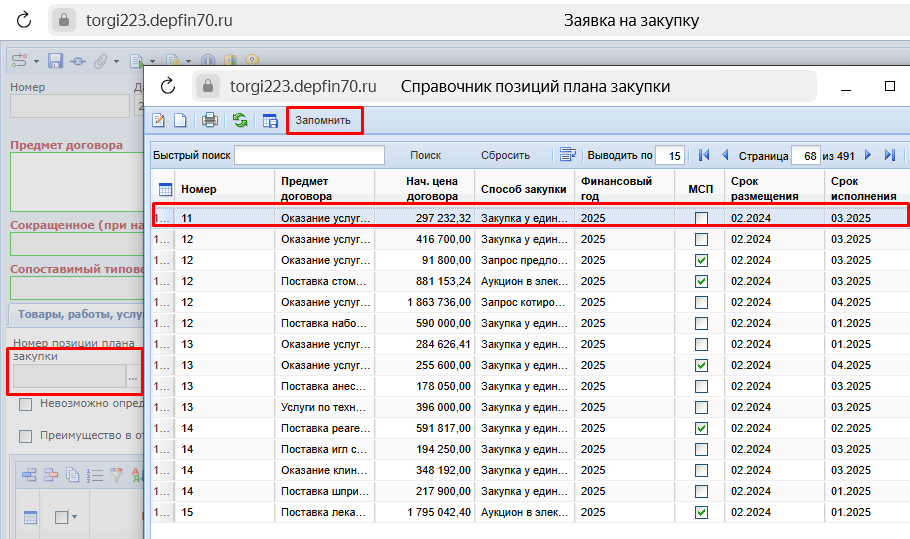 torgi223.depfin70.ru Заявка на закупку
Номер
torgi223.depfin70.ru Справочник позиций плана закупки
Запомнить
Предмет договора
Сокращенное (при на
Сопоставимый типово
Товары, работы, услу
Номер позиции плана
закупки
...
Невозможно опред
Преимущество в от
Быстрый поиск Поиск Сбросить Выводить по 15 Страница 68 из 491
Номер Предмет договора Нач. цена договора Способ закупки Финансовый год МСП Срок размещения Срок исполнения
1... 11 Оказание услуг... 297 232,32 Закупка у един... 2025 02.2024 03.2025
1... 12 Оказание услуг... 416 700,00 Закупка у един... 2025 02.2024 03.2025
1... 12 Оказание услуг... 91 800,00 Запрос предло... 2025 02.2024 03.2025
1... 12 Поставка стом... 881 153,24 Аукцион в элек... 2025 02.2024 03.2025
1... 12 Оказание услуг... 1 863 736,00 Запрос котиро... 2025 02.2024 04.2025
1... 12 Поставка набо... 590 000,00 Закупка у един... 2025 02.2024 01.2025
1... 13 Оказание услуг... 284 626,41 Закупка у един... 2025 02.2024 01.2025
1... 13 Оказание услуг... 255 600,00 Закупка у един... 2025 02.2024 04.2025
1... 13 Поставка анес... 178 050,00 Закупка у един... 2025 02.2024 03.2025
1... 13 Услуги по техн... 396 000,00 Закупка у един... 2025 02.2024 03.2025
1... 14 Поставка реаге... 591 817,00 Закупка у един... 2025 02.2024 02.2025
1... 14 Поставка игл с... 194 250,00 Закупка у един... 2025 02.2024 03.2025
1... 14 Оказание клин... 348 192,00 Закупка у един... 2025 02.2024 03.2025
1... 14 Поставка шпри... 217 900,00 Закупка у един... 2025 02.2024 01.2025
1... 15 Поставка лека... 1 795 042,40 Аукцион в элек... 2025 02.2024 01.2025